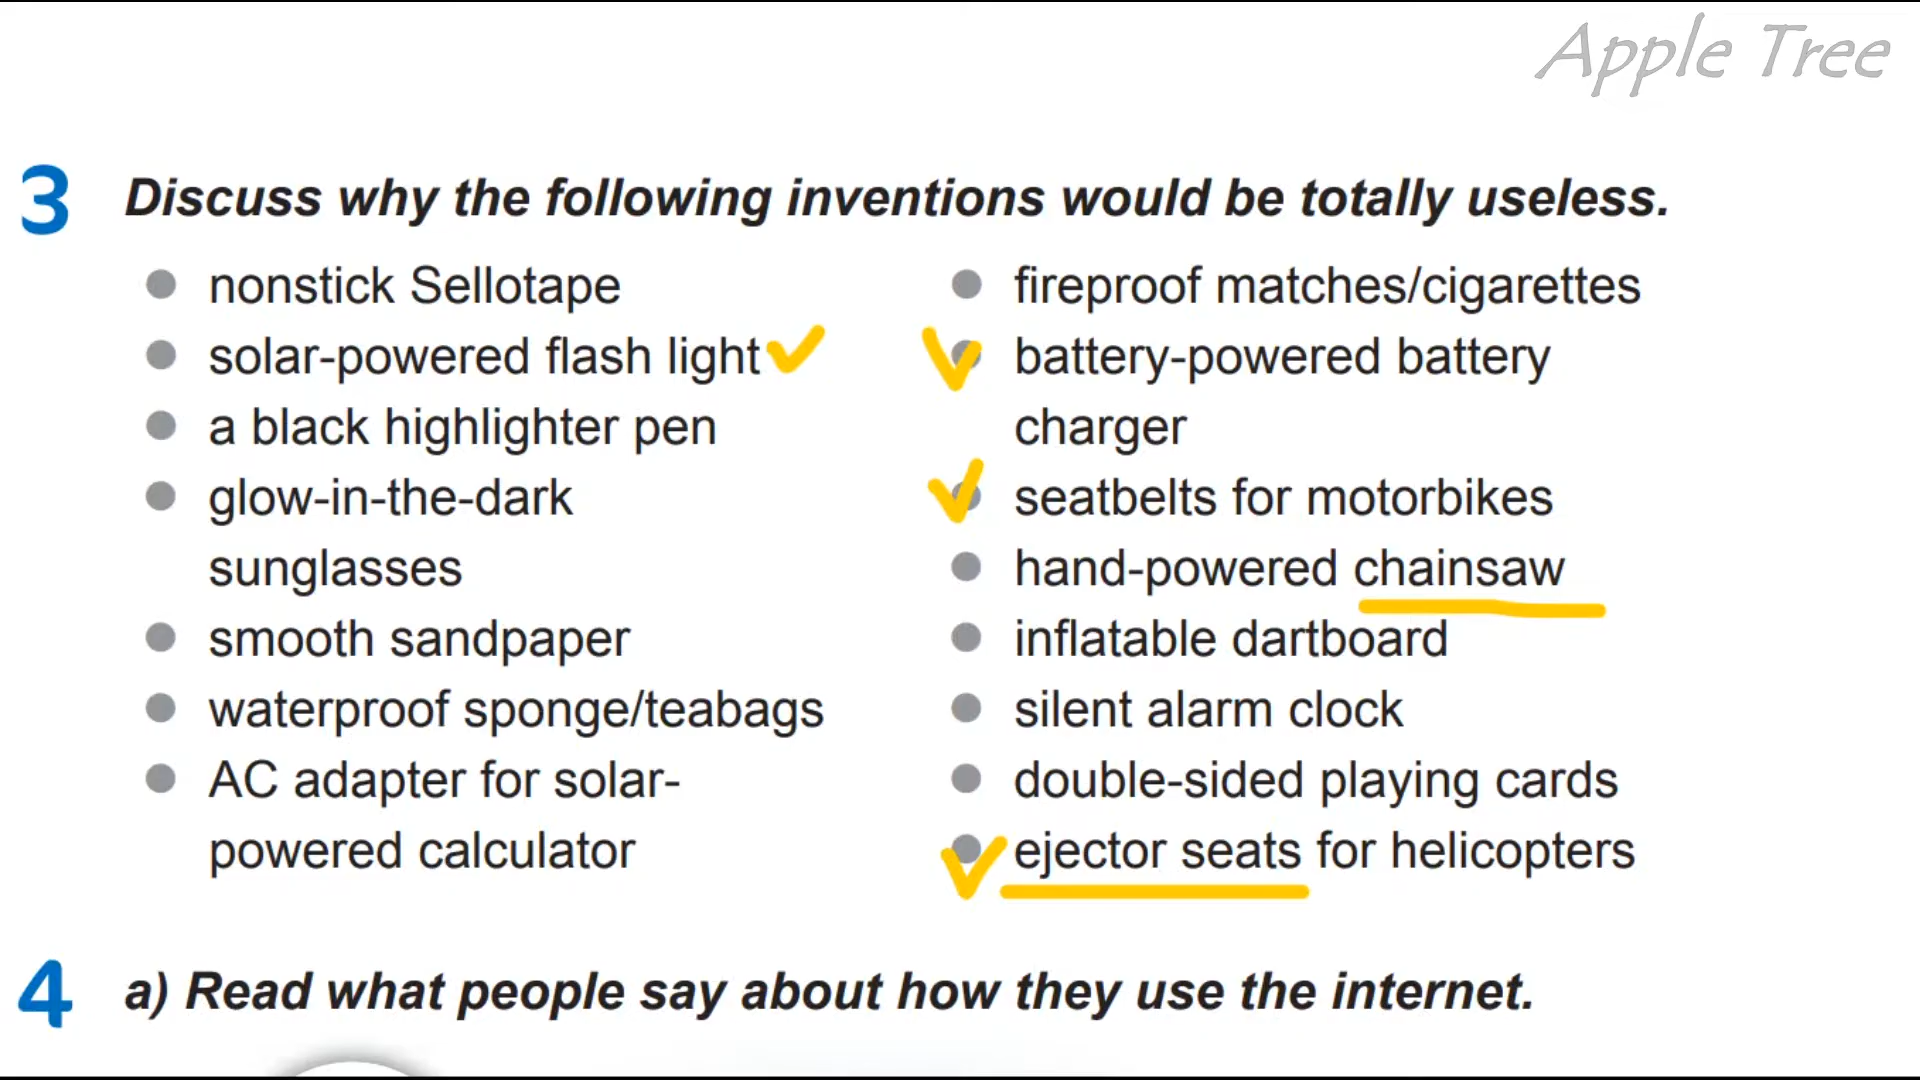 Apple Tree
3 Discuss why the following inventions would be totally useless.
● nonstick Sellotape
● solar-powered flash light
● a black highlighter pen
● glow-in-the-dark
sunglasses
● smooth sandpaper
● waterproof sponge/teabags
● AC adapter for solar-
powered calculator
● fireproof matches/cigarettes
● battery-powered battery
charger
● seatbelts for motorbikes
● hand-powered chainsaw
● inflatable dartboard
● silent alarm clock
● double-sided playing cards
● ejector seats for helicopters
4 a) Read what people say about how they use the internet.